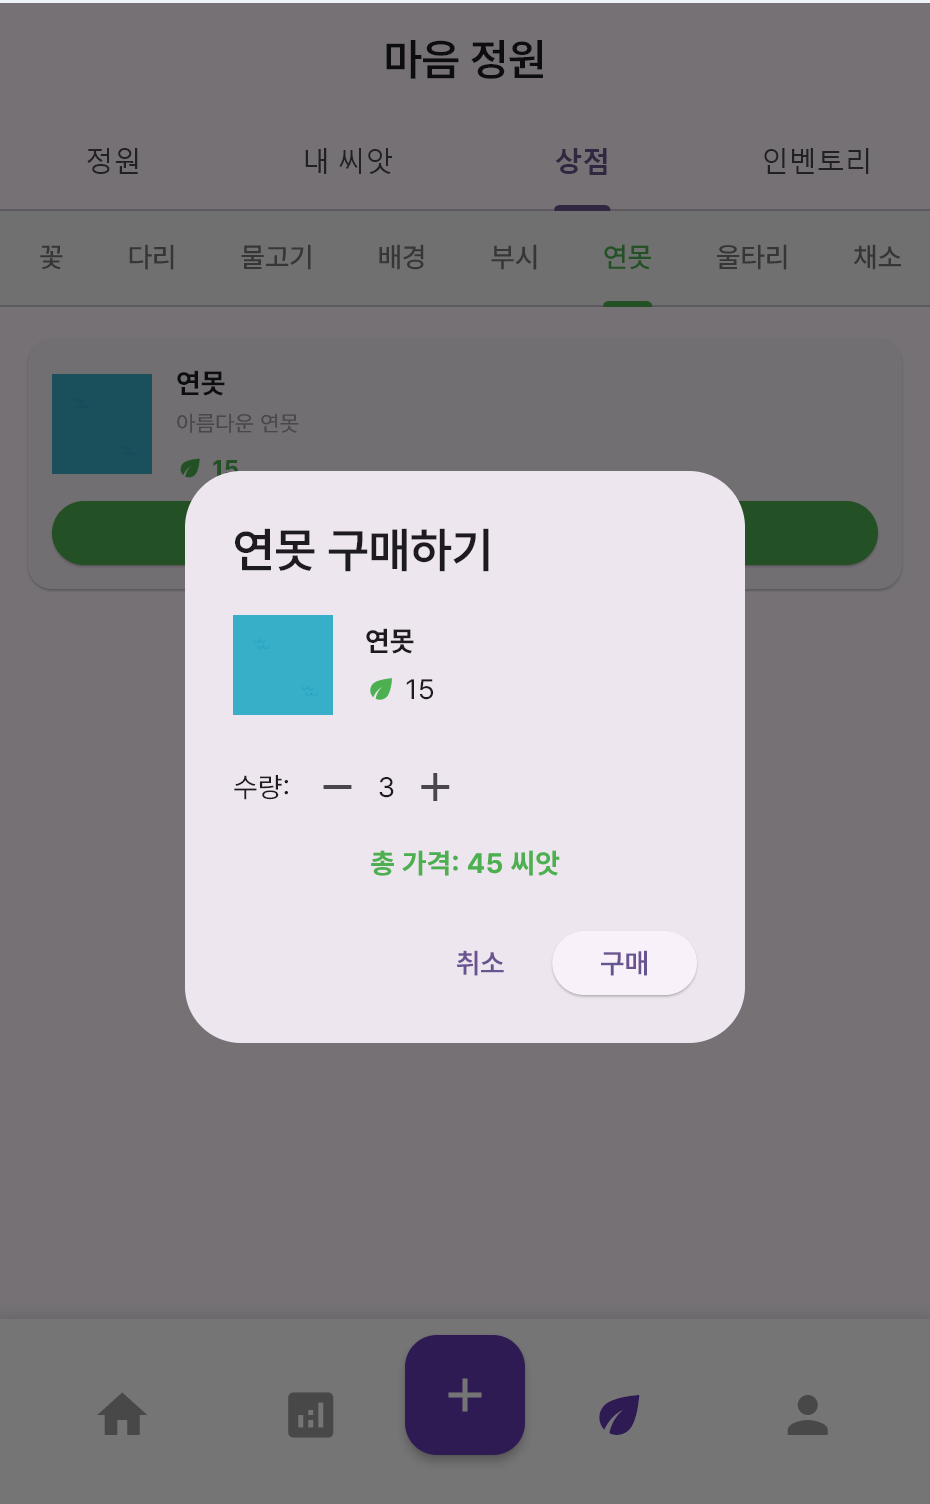 마음 정원
정원 내 씨앗 상점 인벤토리
꽃 다리 물고기 배경 부시 연못 울타리 채소
연못
아름다운 연못
15
연못 구매하기
연못
15
수량: 3
총 가격: 45 씨앗
취소 구매